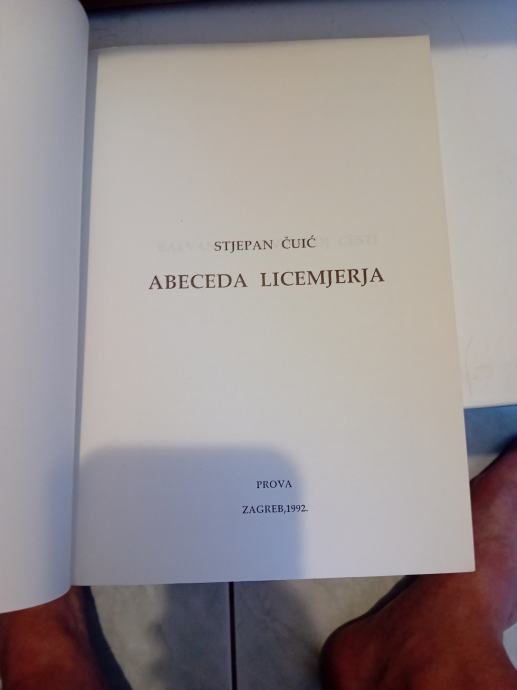 STJEPAN ČUIĆ
ABECEDA LICEMJERJA
PROVA
ZAGREB,1992.